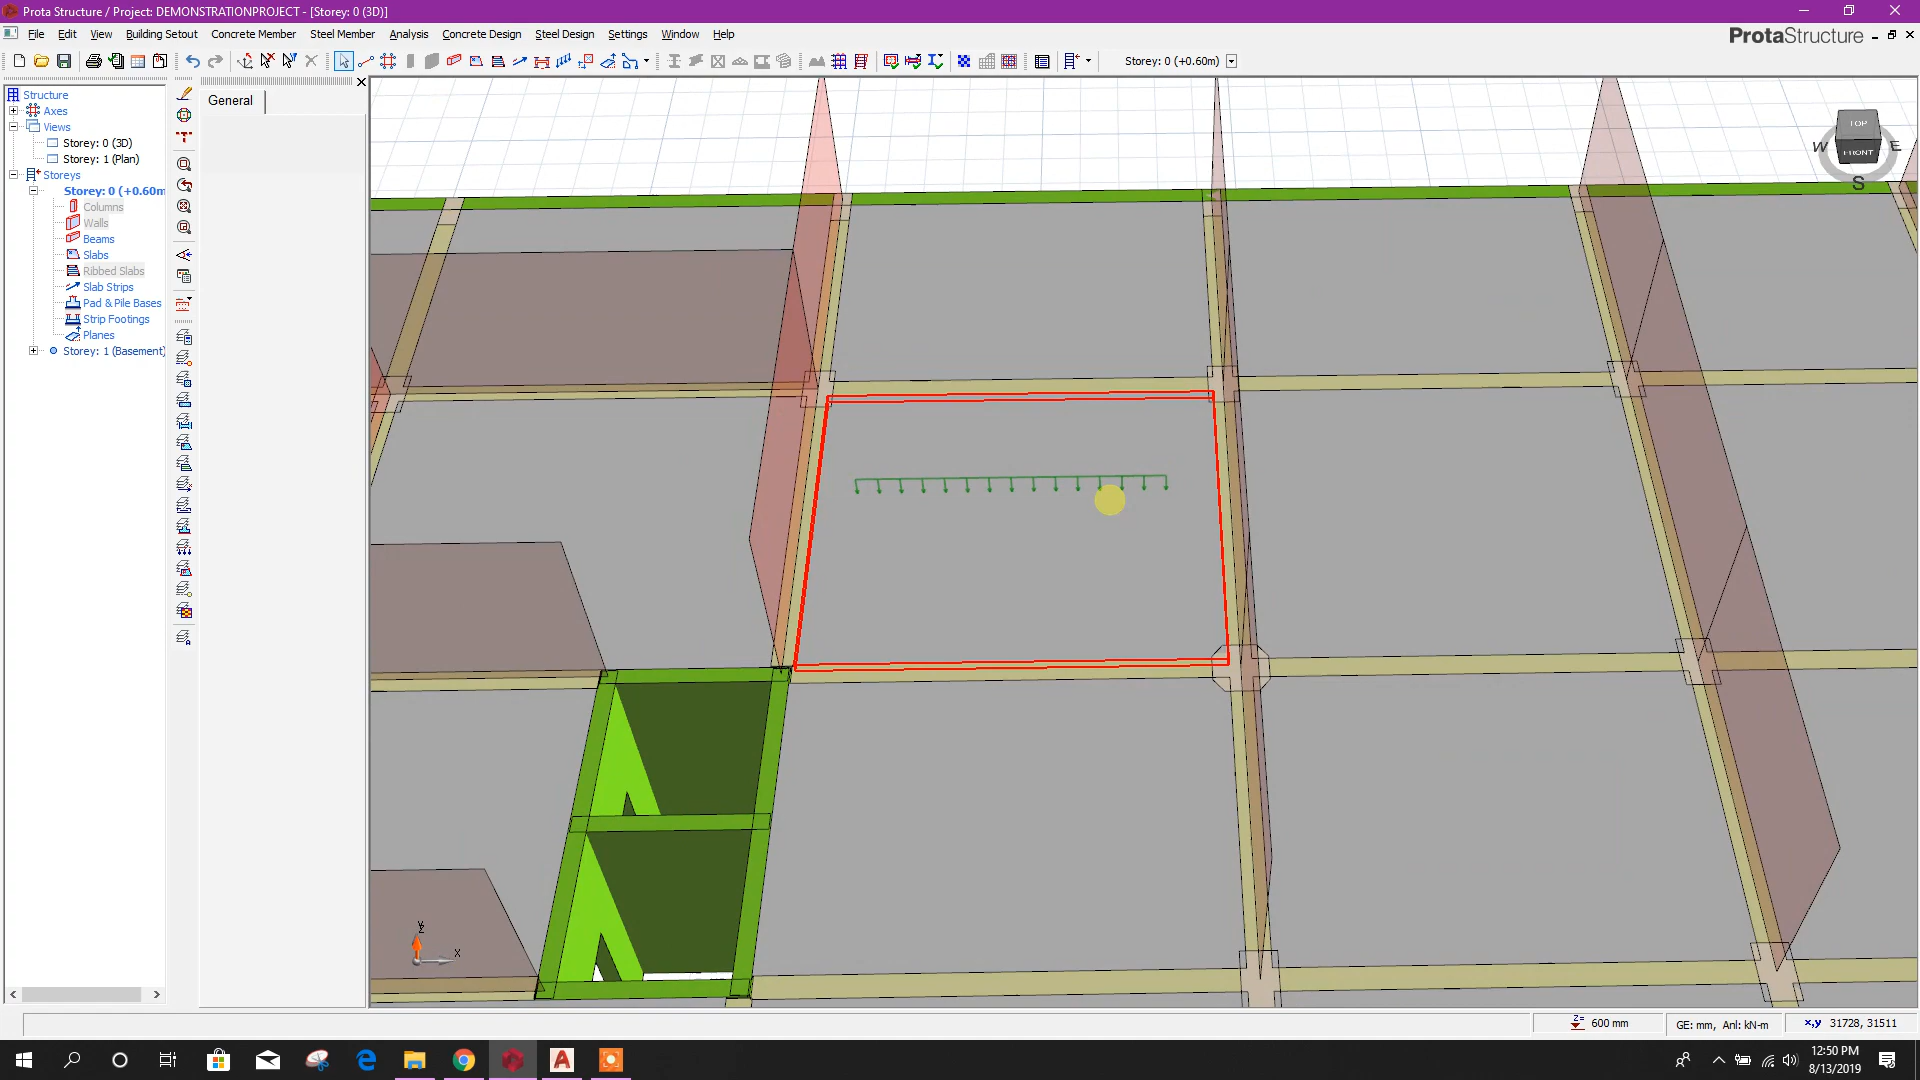 Prota Structure / Project: DEMONSTRATIONPROJECT - [Storey: 0 (3D)]
File Edit View Building Setout Concrete Member Steel Member Analysis Concrete Design Steel Design Settings Window Help
ProtaStructure
Storey: 0 (+0.60m)
General
Structure
Axes
Views
Storey: 0 (3D)
Storey: 1 (Plan)
Storeys
Storey: 0 (+0.60m
Columns
Walls
Beams
Slabs
Ribbed Slabs
Slab Strips
Pad & Pile Bases
Strip Footings
Planes
Storey: 1 (Basement)
TOP
W
FRONT
E
S
X
Z= 600 mm
GE: mm, Anl: kN-m
x,y 31728, 31511
12:50 PM
8/13/2019